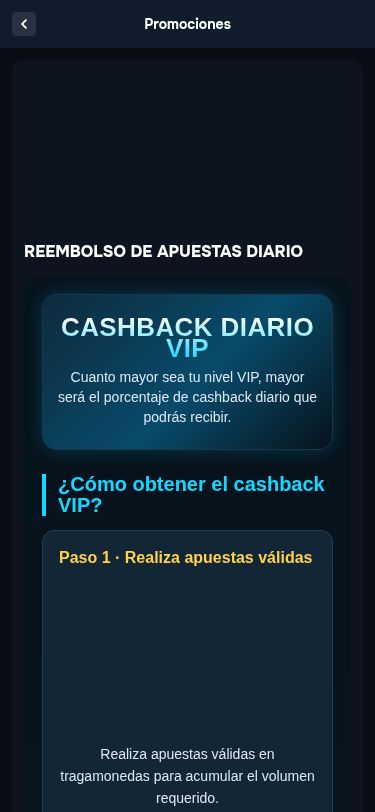 Promociones
REEMBOLSO DE APUESTAS DIARIO
CASHBACK DIARIO
VIP
Cuanto mayor sea tu nivel VIP, mayor
será el porcentaje de cashback diario que
podrás recibir.
¿Cómo obtener el cashback
VIP?
Paso 1 · Realiza apuestas válidas
Realiza apuestas válidas en
tragamonedas para acumular el volumen
requerido.